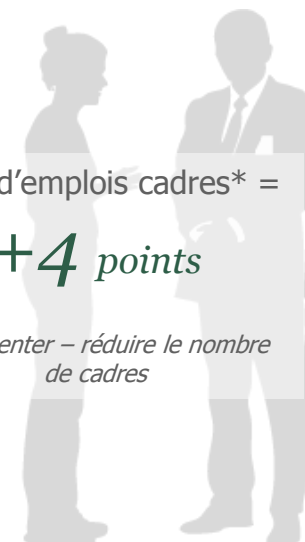 d’emplois cadres* =
+4 points
enter – réduire le nombre
de cadres